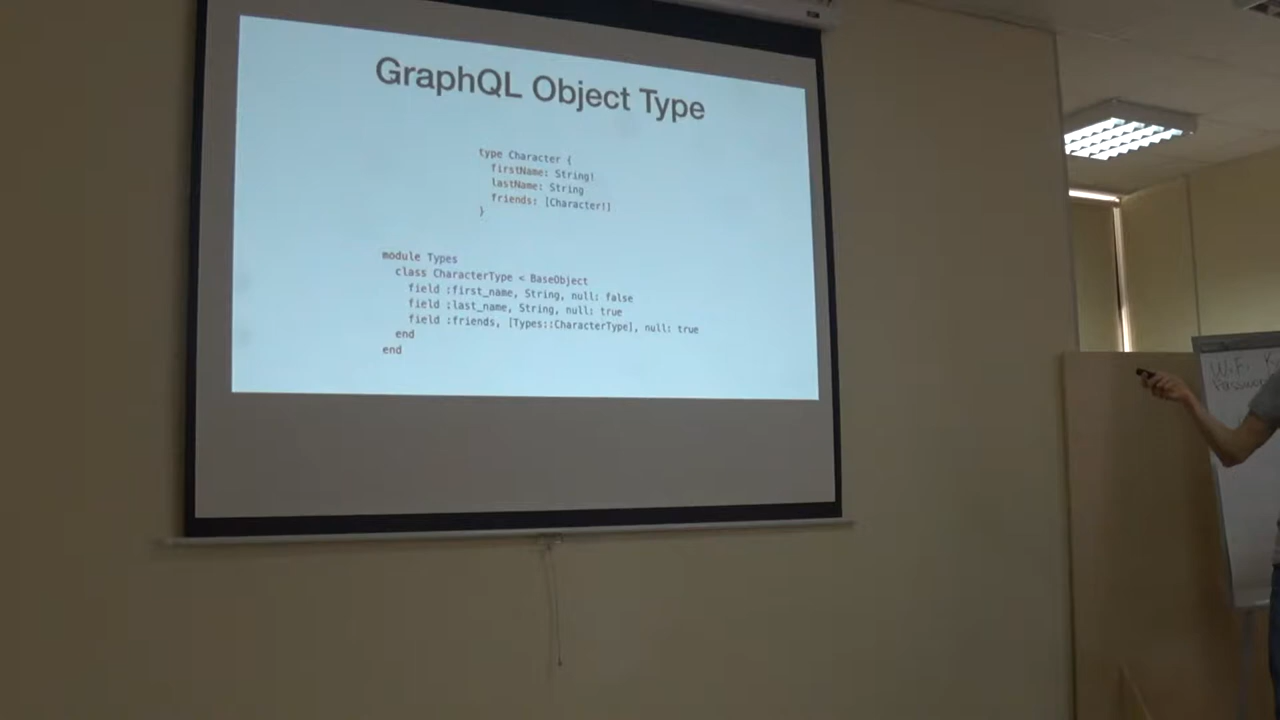 GraphQL Object Type
type Character {
firstName: String!
lastName: String
friends: [Character!]
}
module Types
class CharacterType < BaseObject
field :first_name, String, null: false
field :last_name, String, null: true
field :friends, [Types::CharacterType], null: true
end
end
WiFi